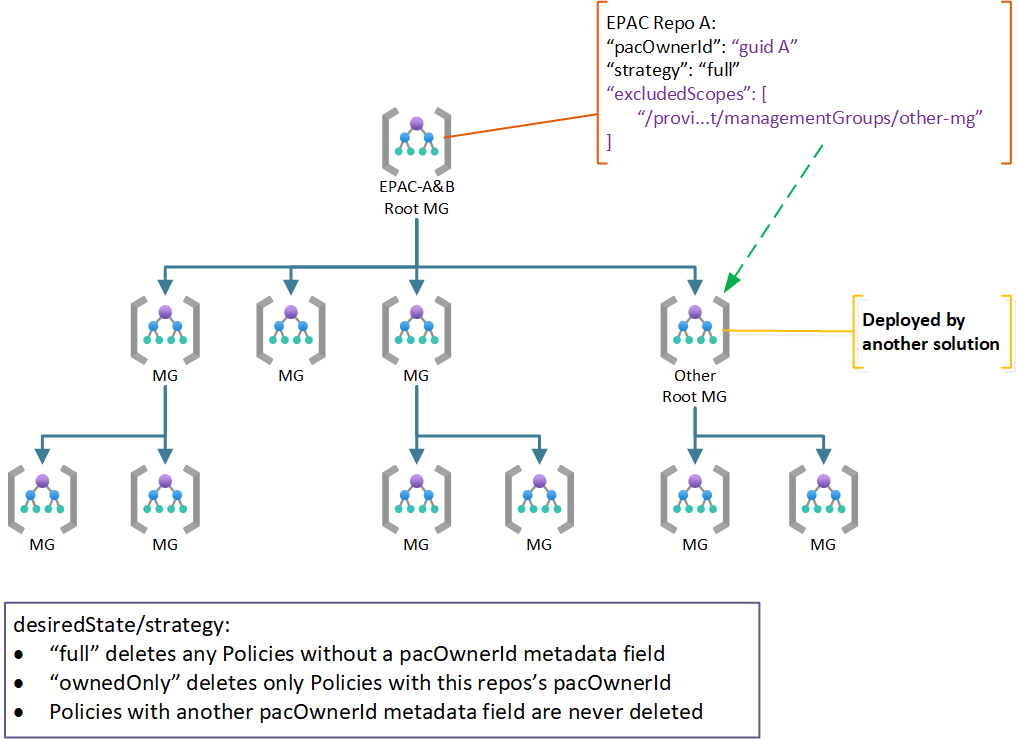 EPAC Repo A:
“pacOwnerId”: “guid A”
“strategy”: “full”
“excludedScopes”: [
“/provi...t/managementGroups/other-mg”
]
EPAC-A&B
Root MG
MG
MG
MG
Other
Root MG
Deployed by
another solution
MG
MG
MG
MG
MG
MG
desiredState/strategy:
• “full” deletes any Policies without a pacOwnerId metadata field
• “ownedOnly” deletes only Policies with this repos’s pacOwnerId
• Policies with another pacOwnerId metadata field are never deleted